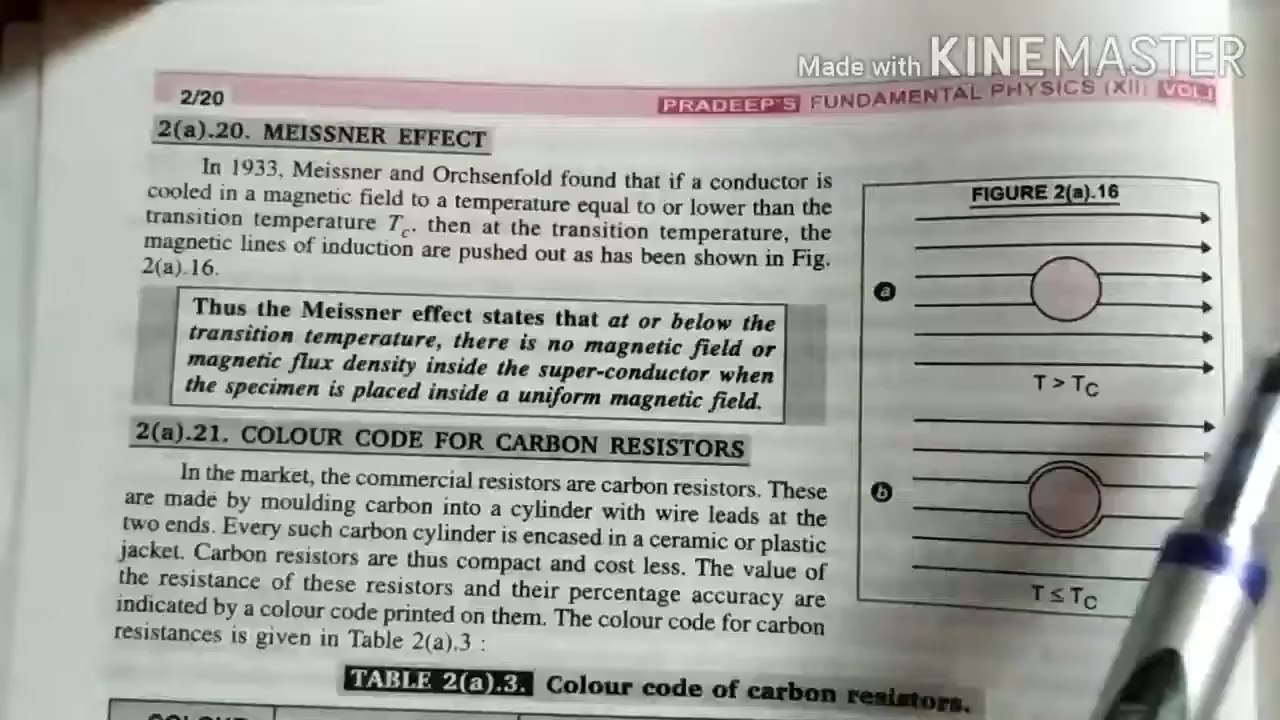 Made with KINEMASTER
2/20
PRADEEP'S FUNDAMENTAL PHYSICS (XII) VOL.I
2(a).20. MEISSNER EFFECT
In 1933, Meissner and Orchsenfold found that if a conductor is
cooled in a magnetic field to a temperature equal to or lower than the
transition temperature Tc, then at the transition temperature, the
magnetic lines of induction are pushed out as has been shown in Fig.
2(a).16.
Thus the Meissner effect states that at or below the
transition temperature, there is no magnetic field or
magnetic flux density inside the super-conductor when
the specimen is placed inside a uniform magnetic field.
FIGURE 2(a).16
a
T > TC
b
T ≤ TC
2(a).21. COLOUR CODE FOR CARBON RESISTORS
In the market, the commercial resistors are carbon resistors. These
are made by moulding carbon into a cylinder with wire leads at the
two ends. Every such carbon cylinder is encased in a ceramic or plastic
jacket. Carbon resistors are thus compact and cost less. The value of
the resistance of these resistors and their percentage accuracy are
indicated by a colour code printed on them. The colour code for carbon
resistances is given in Table 2(a).3 :
TABLE 2(a).3. Colour code of carbon resistors.